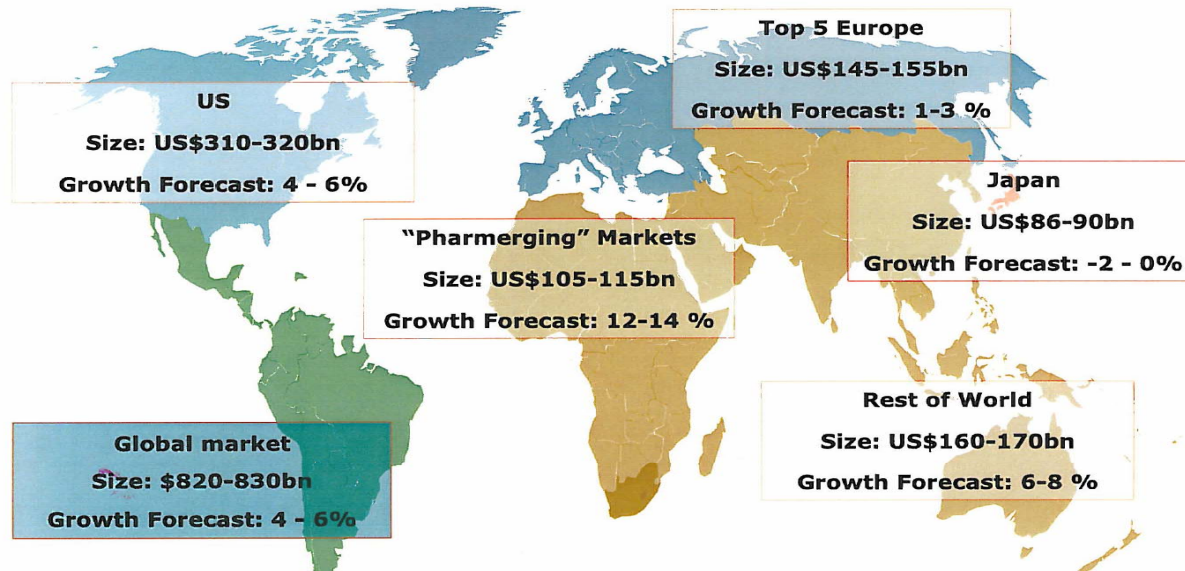 Top 5 Europe
Size: US$145-155bn
Growth Forecast: 1-3 %
US
Size: US$310-320bn
Growth Forecast: 4 - 6%
Japan
Size: US$86-90bn
Growth Forecast: -2 - 0%
“Pharmerging” Markets
Size: US$105-115bn
Growth Forecast: 12-14 %
Rest of World
Size: US$160-170bn
Growth Forecast: 6-8 %
Global market
Size: $820-830bn
Growth Forecast: 4 - 6%